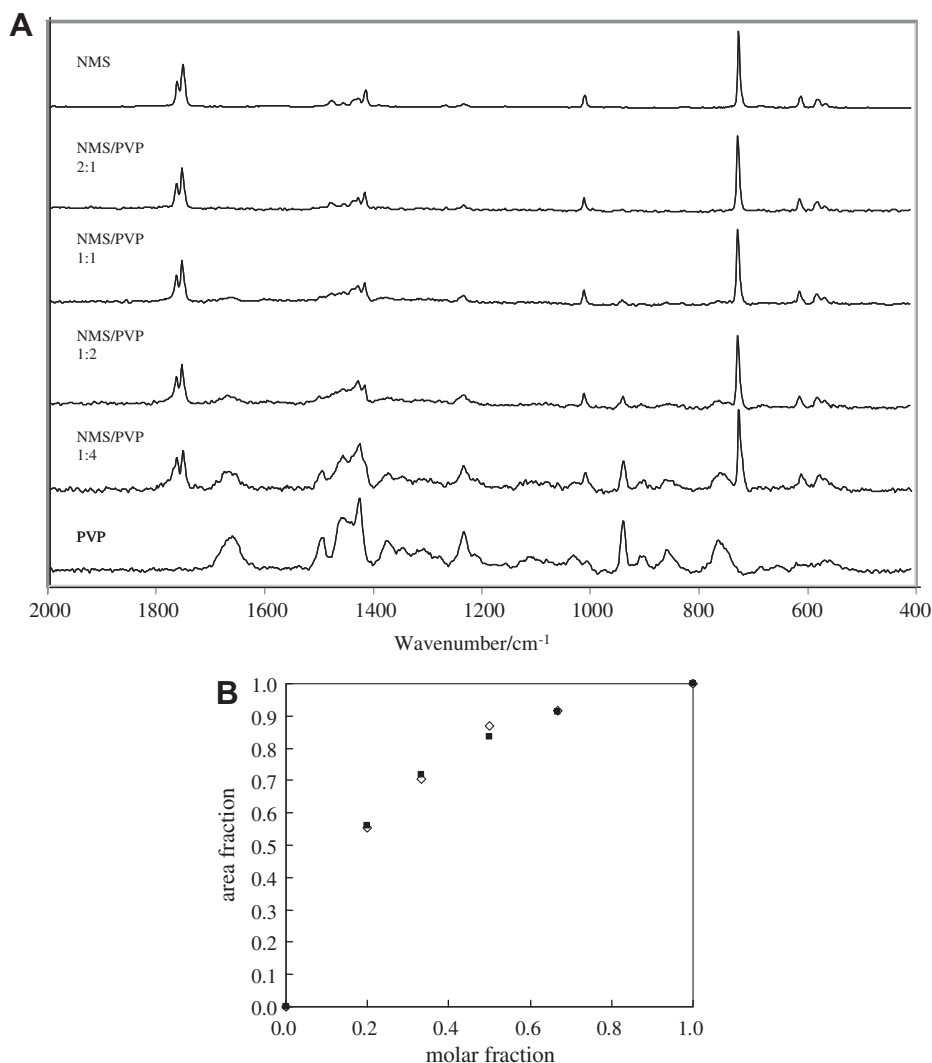 A
NMS
NMS/PVP
2:1
NMS/PVP
1:1
NMS/PVP
1:2
NMS/PVP
1:4
PVP
2000 1800 1600 1400 1200 1000 800 600 400
Wavenumber/cm⁻¹
B
1.0
0.9
0.8
0.7
0.6
0.5
0.4
0.3
0.2
0.1
0.0
area fraction
0.0 0.2 0.4 0.6 0.8 1.0
molar fraction